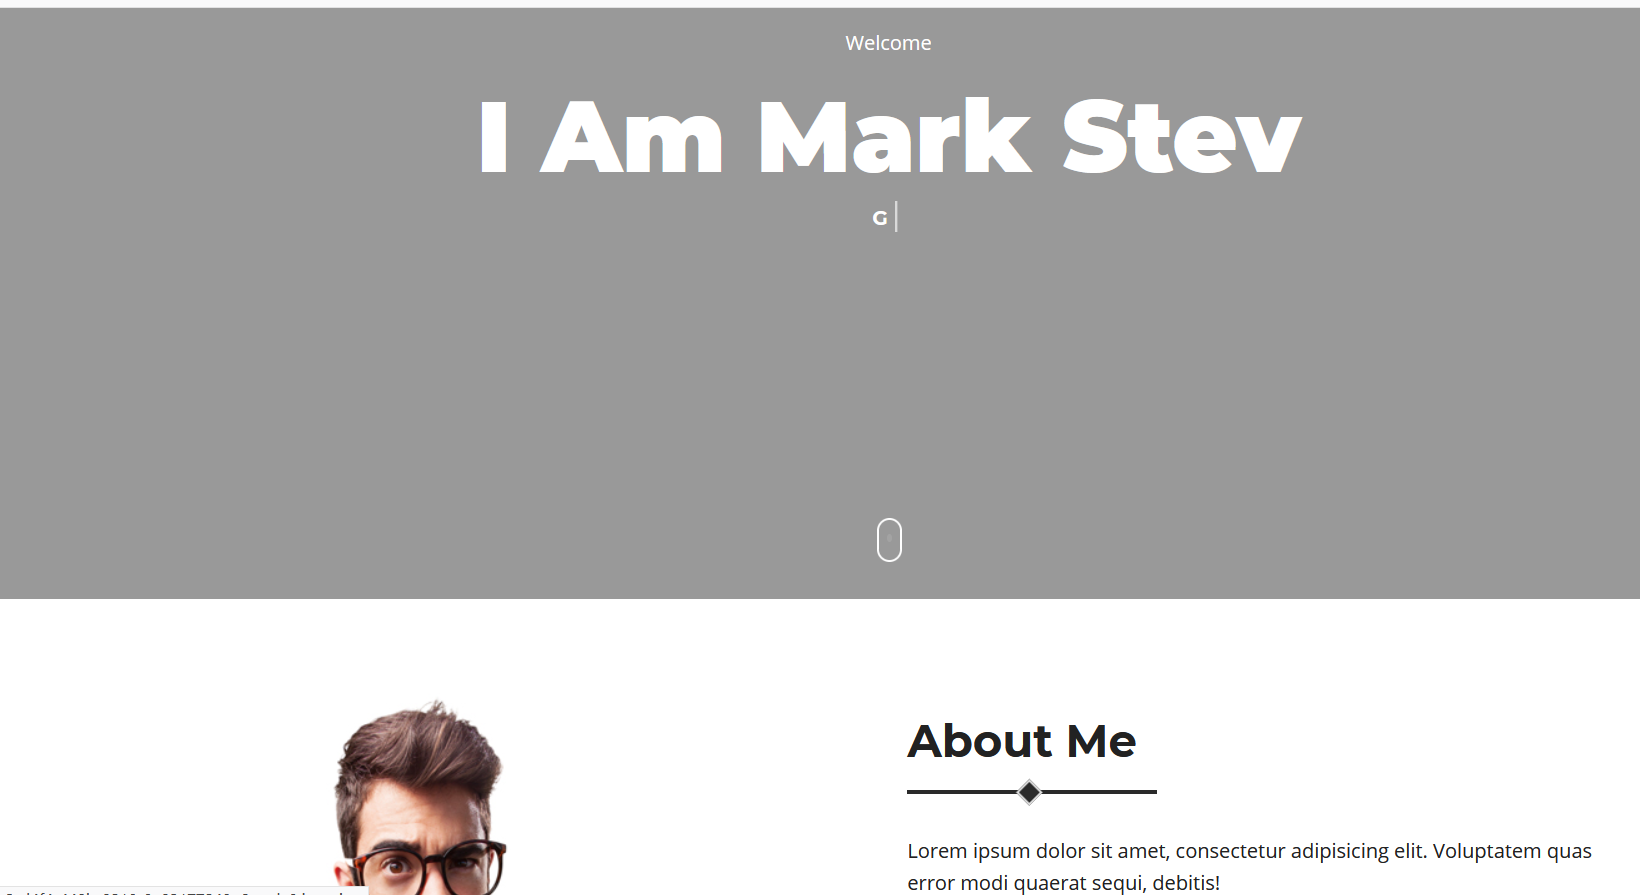 Welcome
I Am Mark Stev
G
About Me
Lorem ipsum dolor sit amet, consectetur adipisicing elit. Voluptatem quas
error modi quaerat sequi, debitis!